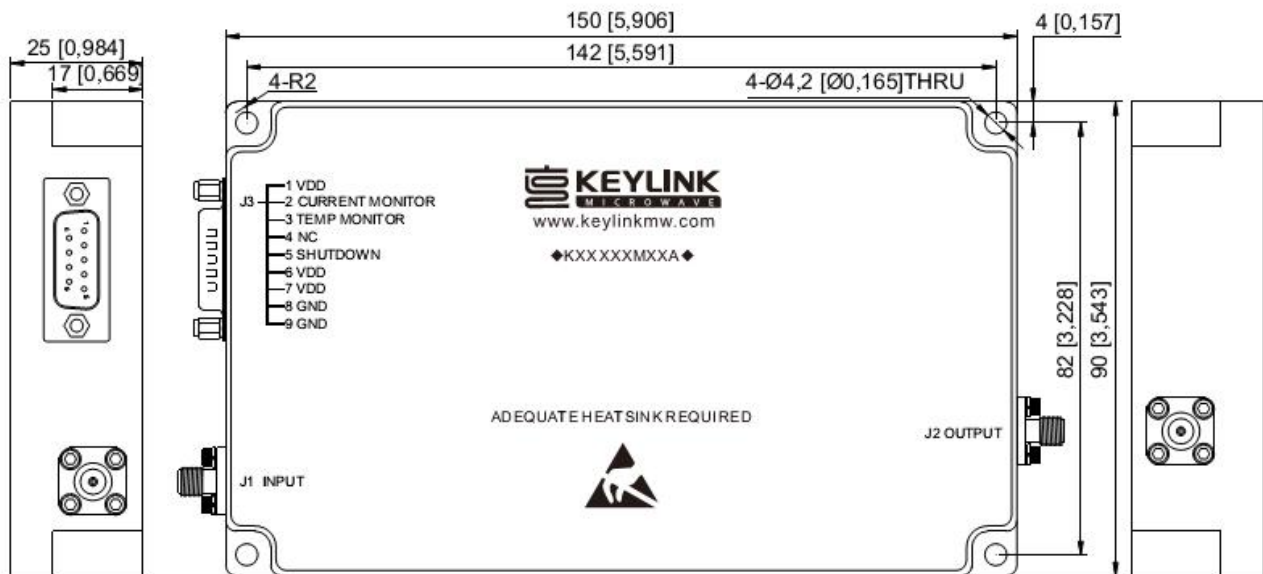 150 [5,906]
4 [0,157]
25 [0,984]
142 [5,591]
17 [0,669]
4-R2
4-Ø4,2 [Ø0,165]THRU
KEYLINK
MICROWAVE
www.keylinkmw.com
◆KXXXXXMXXA◆
J3
1 VDD
2 CURRENT MONITOR
3 TEMP MONITOR
4 NC
5 SHUTDOWN
6 VDD
7 VDD
8 GND
9 GND
82 [3,228]
90 [3,543]
ADEQUATE HEAT SINK REQUIRED
J2 OUTPUT
J1 INPUT